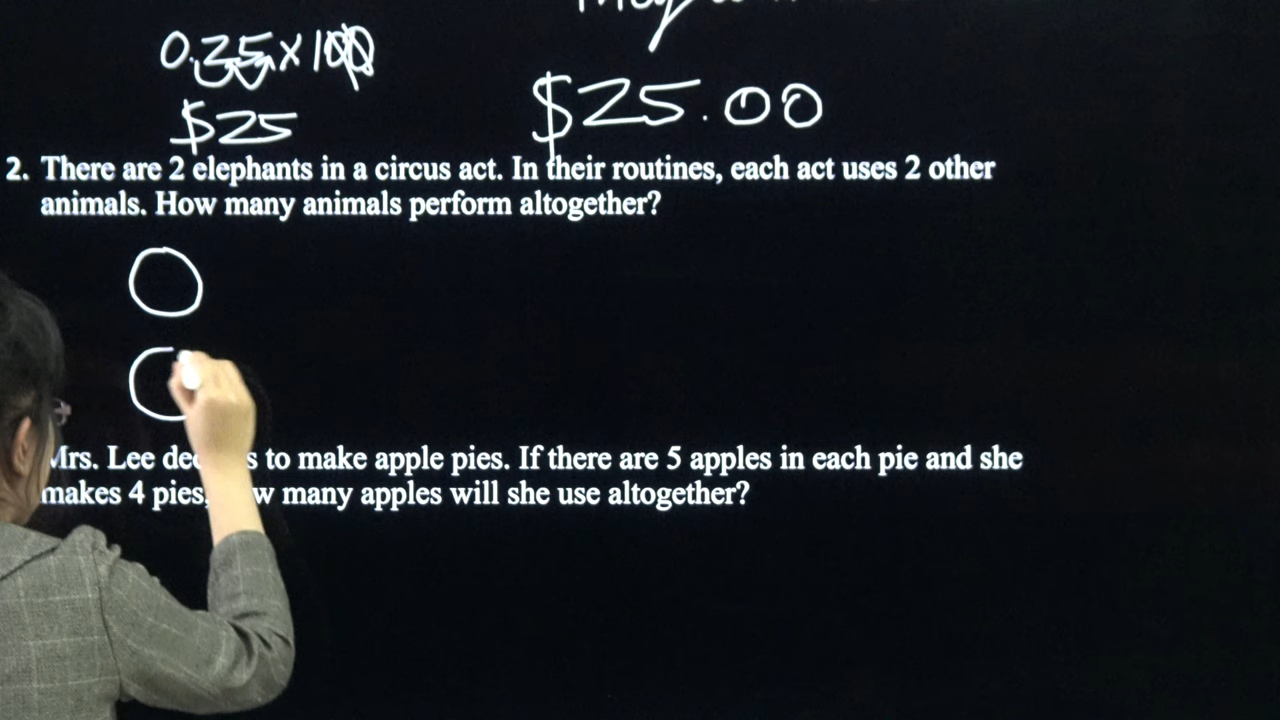 0.25 x 100
$25
$25.00
2. There are 2 elephants in a circus act. In their routines, each act uses 2 other
animals. How many animals perform altogether?
Mrs. Lee to make apple pies. If there are 5 apples in each pie and she
makes 4 pies, many apples will she use altogether?